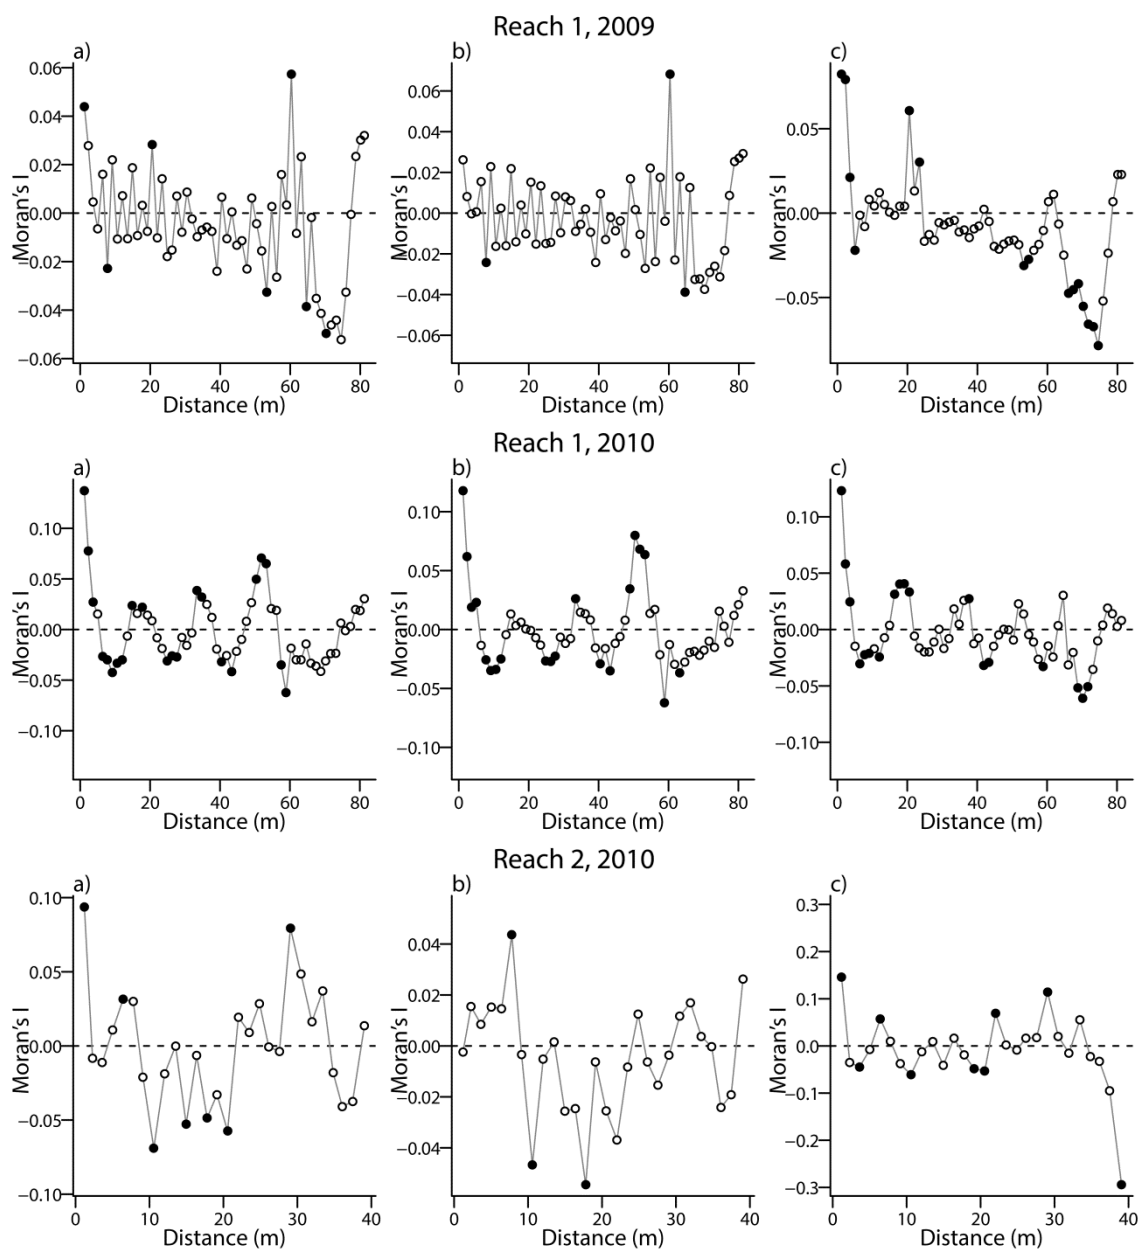 Reach 1, 2009
a)
b)
c)
0.06
0.04
0.02
0.00
−0.02
−0.04
−0.06
Moran's I
0 20 40 60 80
Distance (m)
0.06
0.04
0.02
0.00
−0.02
−0.04
−0.06
Moran's I
0 20 40 60 80
Distance (m)
0.05
0.00
−0.05
Moran's I
0 20 40 60 80
Distance (m)
Reach 1, 2010
a)
b)
c)
0.10
0.05
0.00
−0.05
−0.10
Moran's I
0 20 40 60 80
Distance (m)
0.10
0.05
0.00
−0.05
−0.10
Moran's I
0 20 40 60 80
Distance (m)
0.10
0.05
0.00
−0.05
−0.10
Moran's I
0 20 40 60 80
Distance (m)
Reach 2, 2010
a)
b)
c)
0.10
0.05
0.00
−0.05
−0.10
Moran's I
0 10 20 30 40
Distance (m)
0.04
0.02
0.00
−0.02
−0.04
Moran's I
0 10 20 30 40
Distance (m)
0.3
0.2
0.1
0.0
−0.1
−0.2
−0.3
Moran's I
0 10 20 30 40
Distance (m)